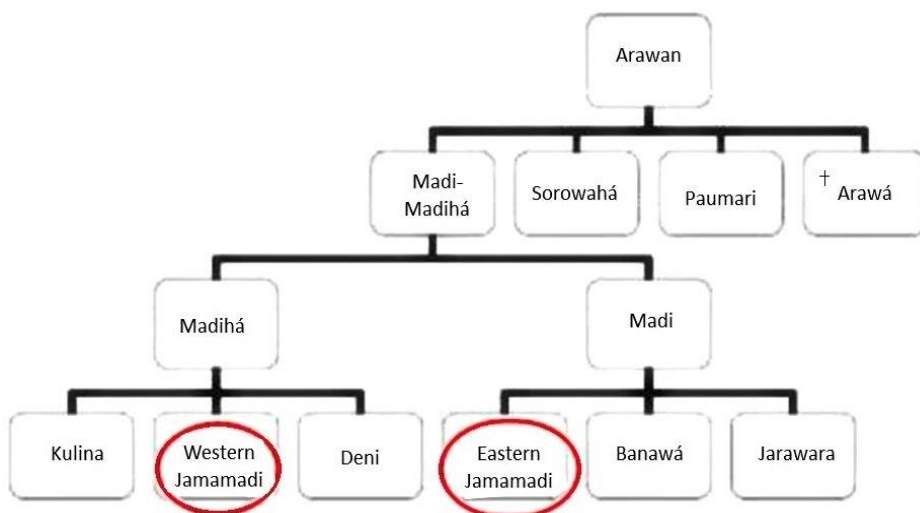 Arawan
Madi-
Madihá
Sorowahá
Paumari
† Arawá
Madihá
Madi
Kulina
Western
Jamamadi
Deni
Eastern
Jamamadi
Banawá
Jarawara